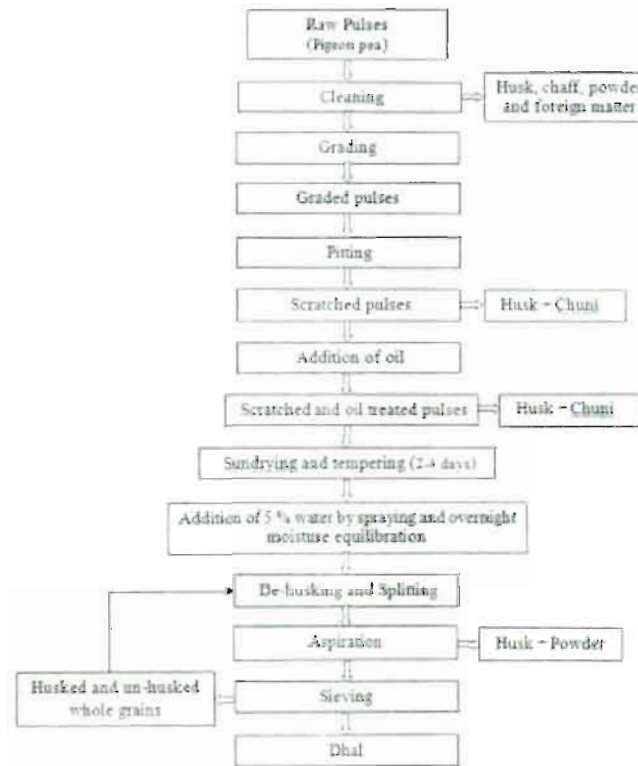 Raw Pulses
(Pigeon pea)
Cleaning
Husk, chaff, powder
and foreign matter
Grading
Graded pulses
Pitting
Scratched pulses
Husk + Chuni
Addition of oil
Scratched and oil treated pulses
Husk + Chuni
Sundrying and tempering (2-4 days)
Addition of 5 % water by spraying and overnight
moisture equilibration
De-husking and Splitting
Aspiration
Husk + Powder
Husked and un-husked
whole grains
Sieving
Dhal